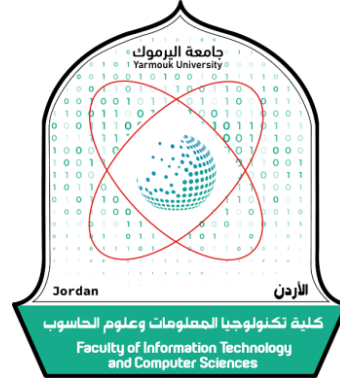 جامعة اليرموك
Yarmouk University
Jordan الأردن
كلية تكنولوجيا المعلومات وعلوم الحاسوب
Faculty of Information Technology
and Computer Sciences